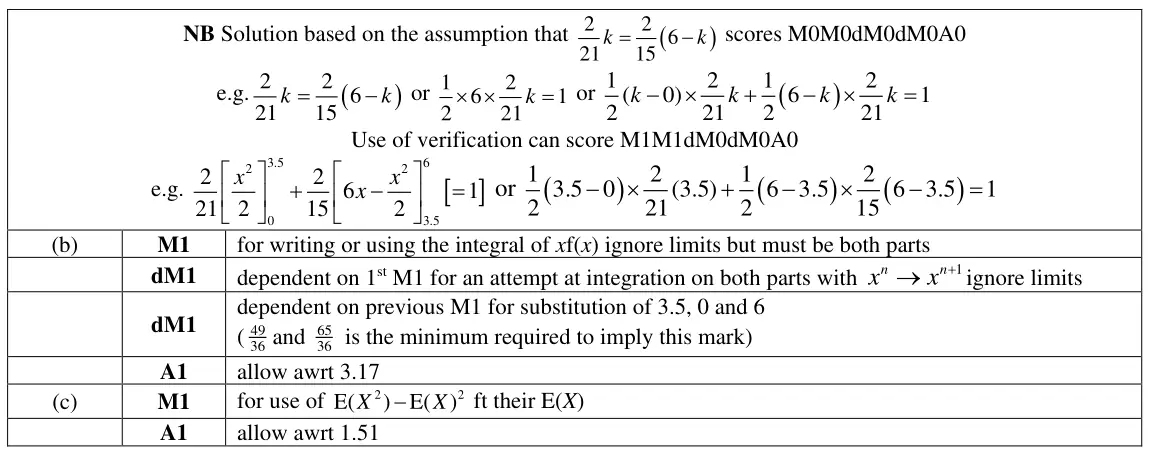 NB Solution based on the assumption that 2/21 k = 2/15 (6 − k) scores M0M0dM0dM0A0
e.g. 2/21 k = 2/15 (6 − k) or 1/2 × 6 × 2/21 k = 1 or 1/2 (k − 0) × 2/21 k + 1/2 (6 − k) × 2/21 k = 1
Use of verification can score M1M1dM0dM0A0
e.g. 2/21 [x²/2]₀^3.5 + 2/15 [6x − x²/2]_3.5^6 [= 1] or 1/2 (3.5 − 0) × 2/21 (3.5) + 1/2 (6 − 3.5) × 2/15 (6 − 3.5) = 1
(b) M1 for writing or using the integral of xf(x) ignore limits but must be both parts
dM1 dependent on 1st M1 for an attempt at integration on both parts with xⁿ → xⁿ⁺¹ ignore limits
dM1 dependent on previous M1 for substitution of 3.5, 0 and 6
(49/36 and 65/36 is the minimum required to imply this mark)
A1 allow awrt 3.17
(c) M1 for use of E(X²) − E(X)² ft their E(X)
A1 allow awrt 1.51